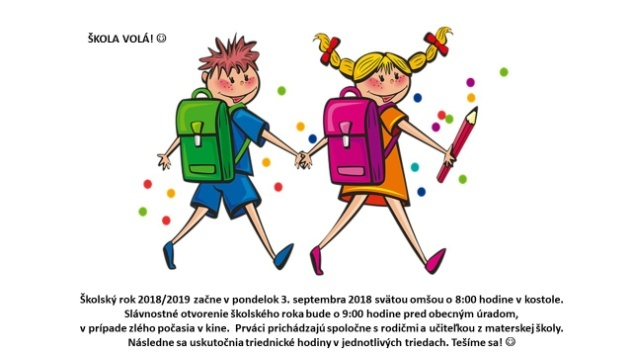 ŠKOLA VOLÁ! ☺
Školský rok 2018/2019 začne v pondelok 3. septembra 2018 svätou omšou o 8:00 hodine v kostole.
Slávnostné otvorenie školského roka bude o 9:00 hodine pred obecným úradom,
v prípade zlého počasia v kine. Prváci prichádzajú spoločne s rodičmi a učiteľkou z materskej školy.
Následne sa uskutočnia triednické hodiny v jednotlivých triedach. Tešíme sa! ☺